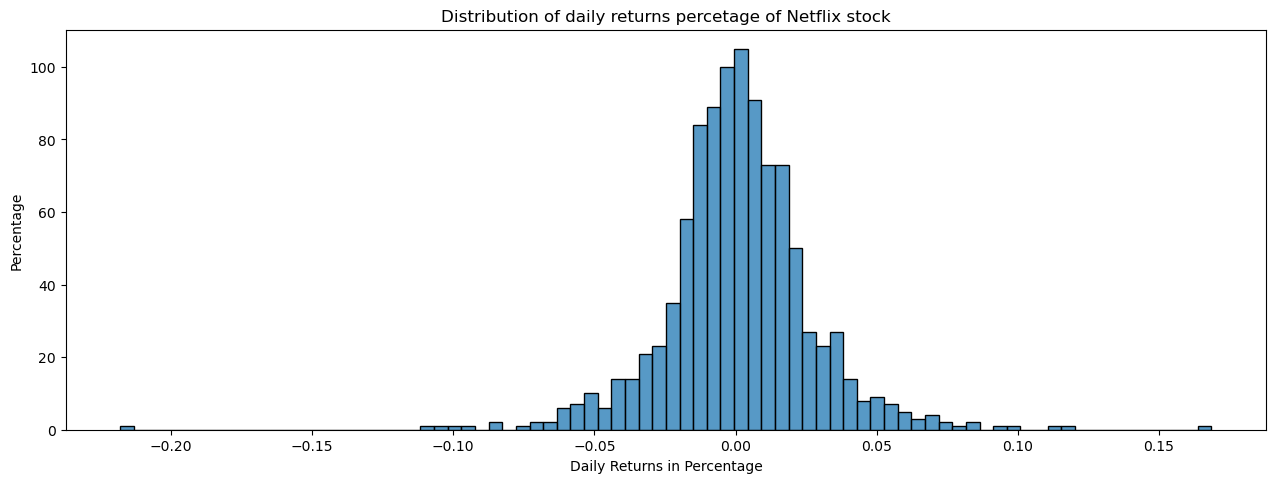 Distribution of daily returns percetage of Netflix stock
100
80
60
40
20
0
Percentage
−0.20 −0.15 −0.10 −0.05 0.00 0.05 0.10 0.15
Daily Returns in Percentage